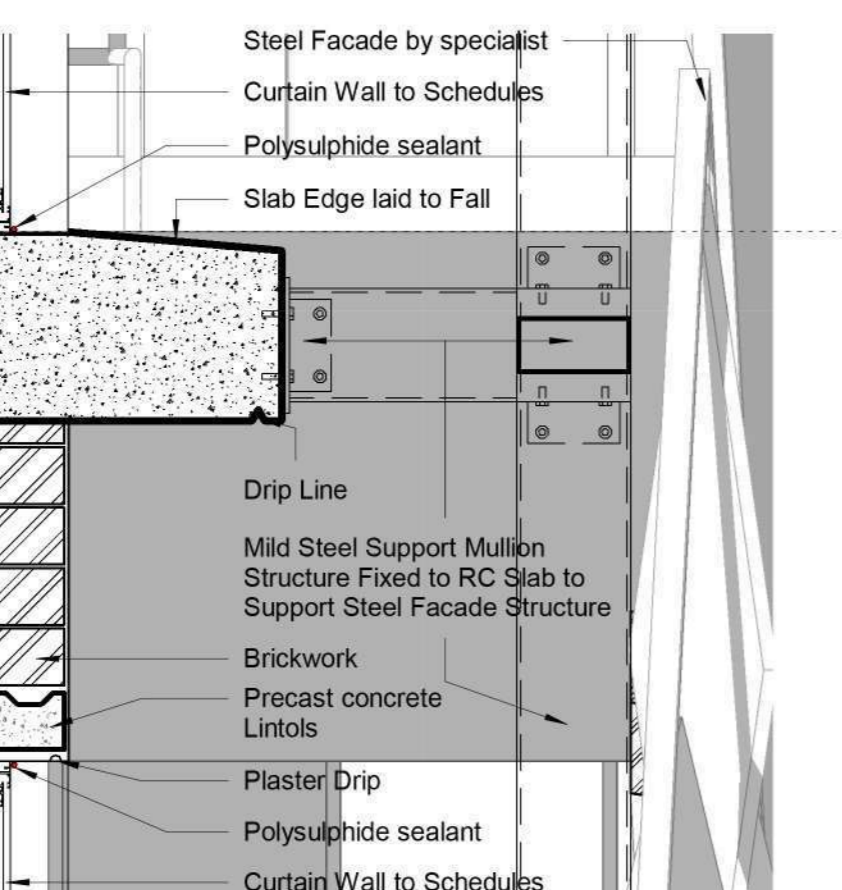 Steel Facade by specialist
Curtain Wall to Schedules
Polysulphide sealant
Slab Edge laid to Fall
Drip Line
Mild Steel Support Mullion
Structure Fixed to RC Slab to
Support Steel Facade Structure
Brickwork
Precast concrete
Lintols
Plaster Drip
Polysulphide sealant
Curtain Wall to Schedules